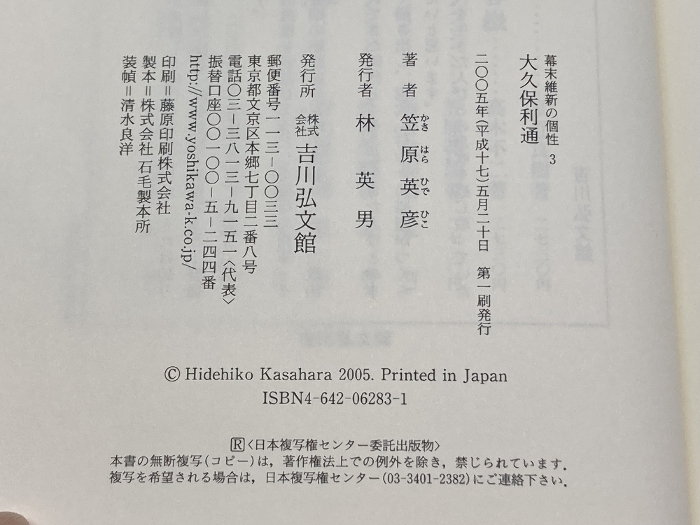 幕末維新の個性 3
大久保利通
二〇〇五年(平成十七)五月二十日 第一刷発行
著者 笠原英彦
かさ はら ひで ひこ
発行者 林英男
発行所 株式会社 吉川弘文館
郵便番号一一三−〇〇三三
東京都文京区本郷七丁目二番八号
電話〇三−三八一三−九一五一〈代表〉
振替口座〇〇一〇〇−五−二四四番
http://www.yoshikawa-k.co.jp/
印刷=藤原印刷株式会社
製本=株式会社 石毛製本所
装幀=清水良洋
© Hidehiko Kasahara 2005. Printed in Japan
ISBN4-642-06283-1
R〈日本複写権センター委託出版物〉
本書の無断複写(コピー)は,著作権法上での例外を除き,禁じられています.
複写を希望される場合は,日本複写権センター(03-3401-2382)にご連絡下さい.